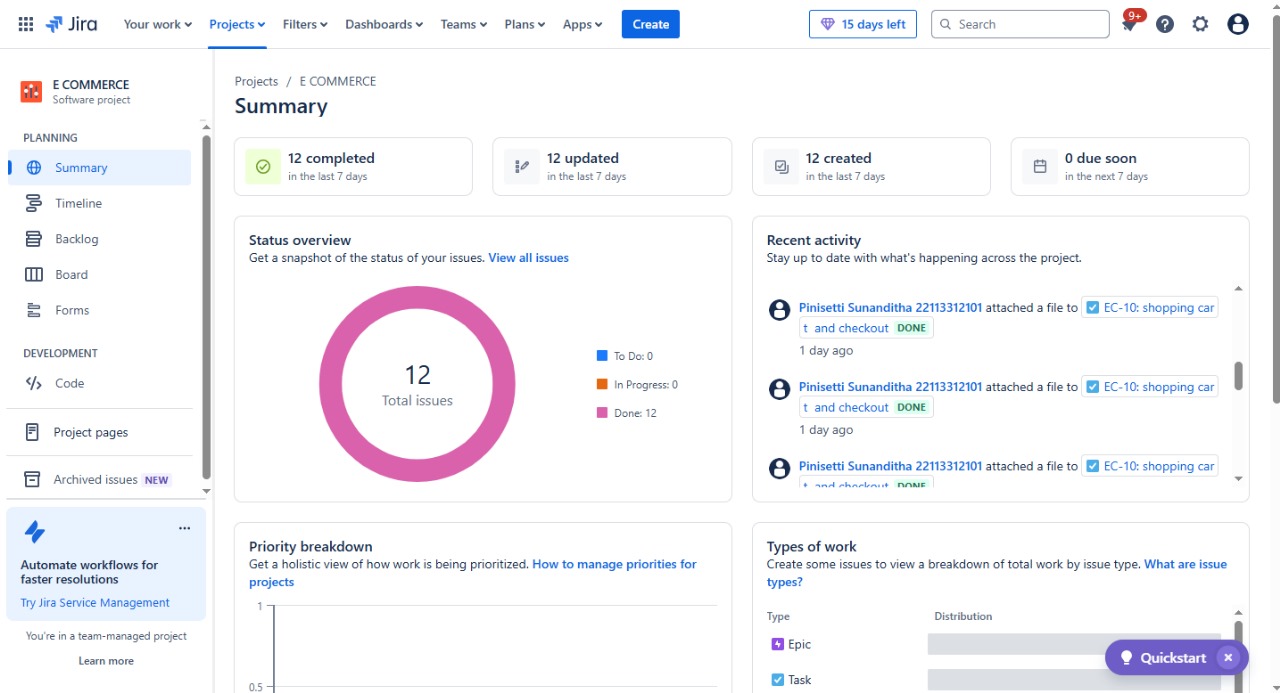 Jira
Your work
Projects
Filters
Dashboards
Teams
Plans
Apps
Create
15 days left
Search
9+
E COMMERCE
Software project
PLANNING
Summary
Timeline
Backlog
Board
Forms
DEVELOPMENT
Code
Project pages
Archived issues NEW
Automate workflows for
faster resolutions
Try Jira Service Management
You're in a team-managed project
Learn more
Projects / E COMMERCE
Summary
12 completed
in the last 7 days
12 updated
in the last 7 days
12 created
in the last 7 days
0 due soon
in the next 7 days
Status overview
Get a snapshot of the status of your issues. View all issues
12
Total issues
To Do: 0
In Progress: 0
Done: 12
Recent activity
Stay up to date with what's happening across the project.
Pinisetti Sunanditha 22113312101 attached a file to EC-10: shopping car
t and checkout DONE
1 day ago
Pinisetti Sunanditha 22113312101 attached a file to EC-10: shopping car
t and checkout DONE
1 day ago
Pinisetti Sunanditha 22113312101 attached a file to EC-10: shopping car
t and checkout DONE
Priority breakdown
Get a holistic view of how work is being prioritized. How to manage priorities for
projects
1
0.5
Types of work
Create some issues to view a breakdown of total work by issue type. What are issue
types?
Type Distribution
Epic
Task
Quickstart